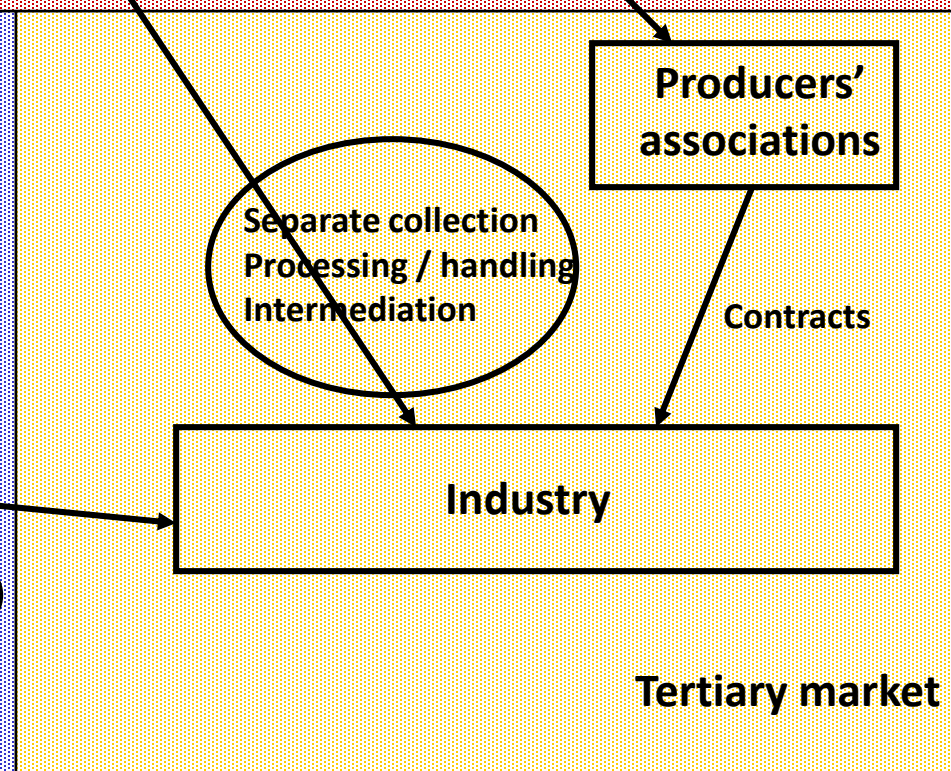 Producers’
associations
Separate collection
Processing / handling
Intermediation
Contracts
Industry
Tertiary market